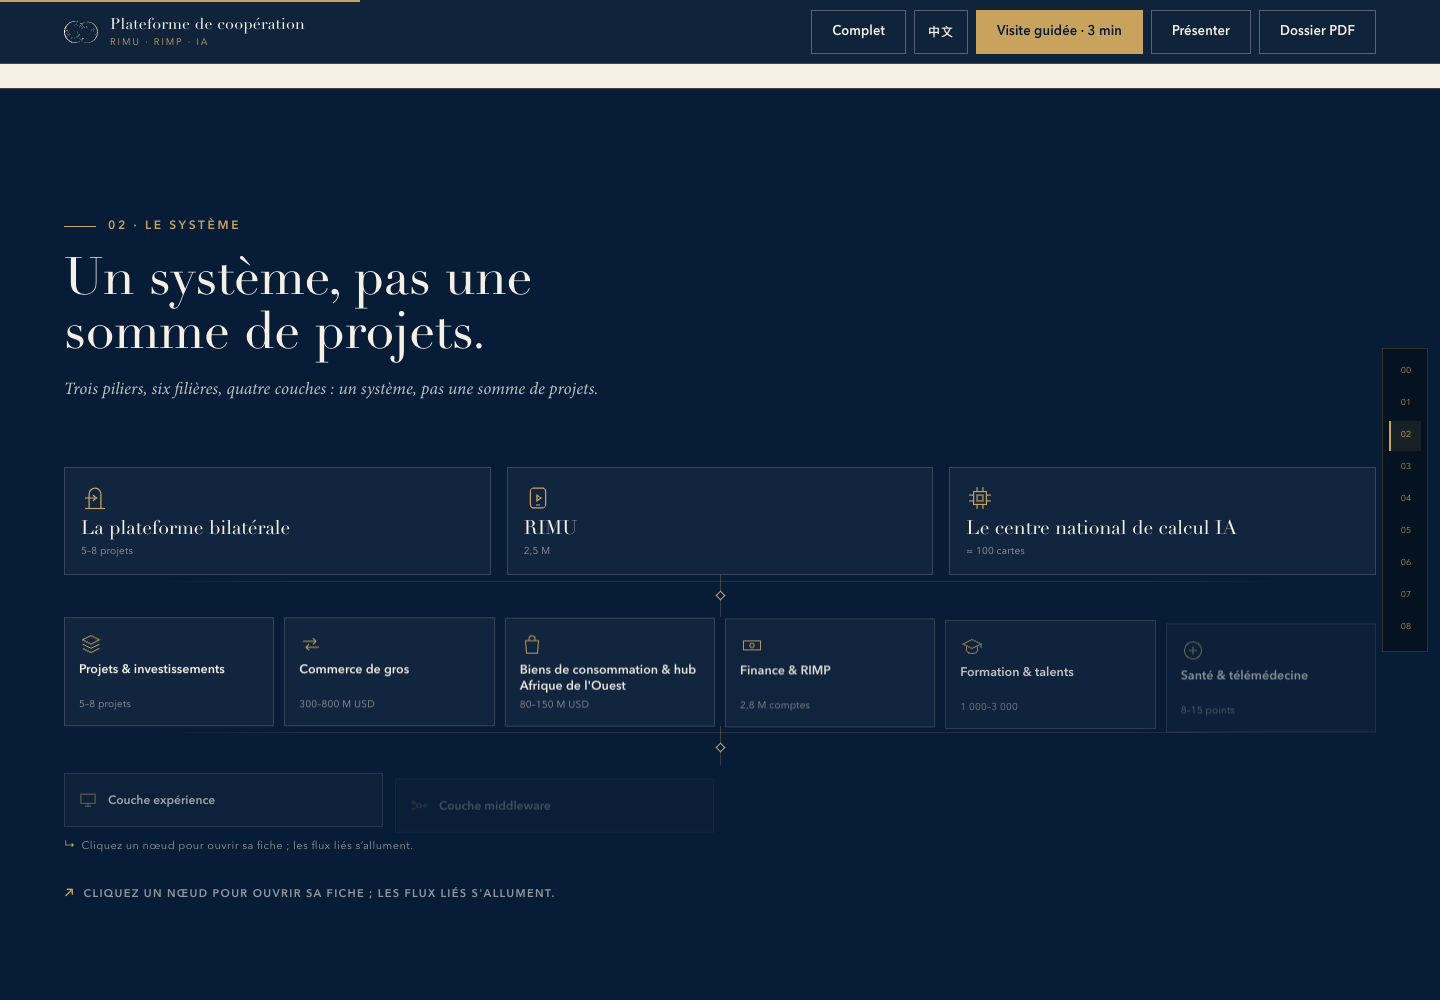 Plateforme de coopération
RIMU · RIMP · IA
Complet
中文
Visite guidée · 3 min
Présenter
Dossier PDF
02 · LE SYSTÈME
Un système, pas une
somme de projets.
Trois piliers, six filières, quatre couches : un système, pas une somme de projets.
00
01
02
03
04
05
06
07
08
La plateforme bilatérale
5–8 projets
RIMU
2,5 M
Le centre national de calcul IA
≈ 100 cartes
Projets & investissements
5–8 projets
Commerce de gros
300–800 M USD
Biens de consommation & hub
Afrique de l'Ouest
80–150 M USD
Finance & RIMP
2,8 M comptes
Formation & talents
1 000–3 000
Santé & télémédecine
8–15 points
Couche expérience
Couche middleware
Cliquez un nœud pour ouvrir sa fiche ; les flux liés s'allument.
CLIQUEZ UN NŒUD POUR OUVRIR SA FICHE ; LES FLUX LIÉS S'ALLUMENT.